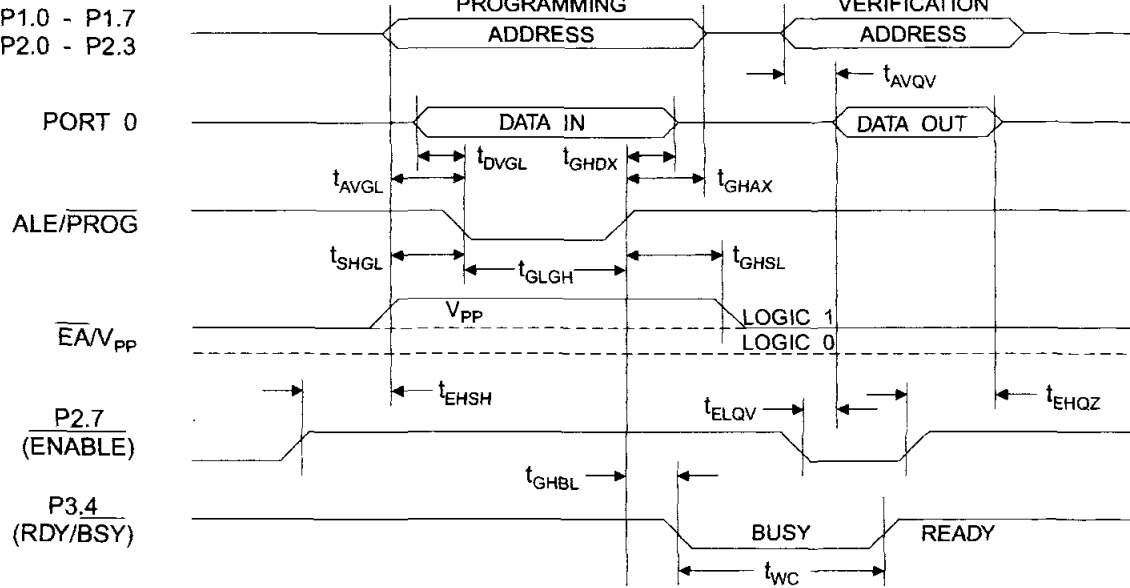 PROGRAMMING
VERIFICATION
P1.0 - P1.7
P2.0 - P2.3
ADDRESS
ADDRESS
tAVQV
PORT 0
DATA IN
DATA OUT
tDVGL
tGHDX
tAVGL
tGHAX
ALE/PROG
tSHGL
tGLGH
tGHSL
VPP
LOGIC 1
EA/VPP
LOGIC 0
tEHSH
tELQV
tEHQZ
P2.7
(ENABLE)
tGHBL
P3.4
(RDY/BSY)
BUSY
READY
tWC